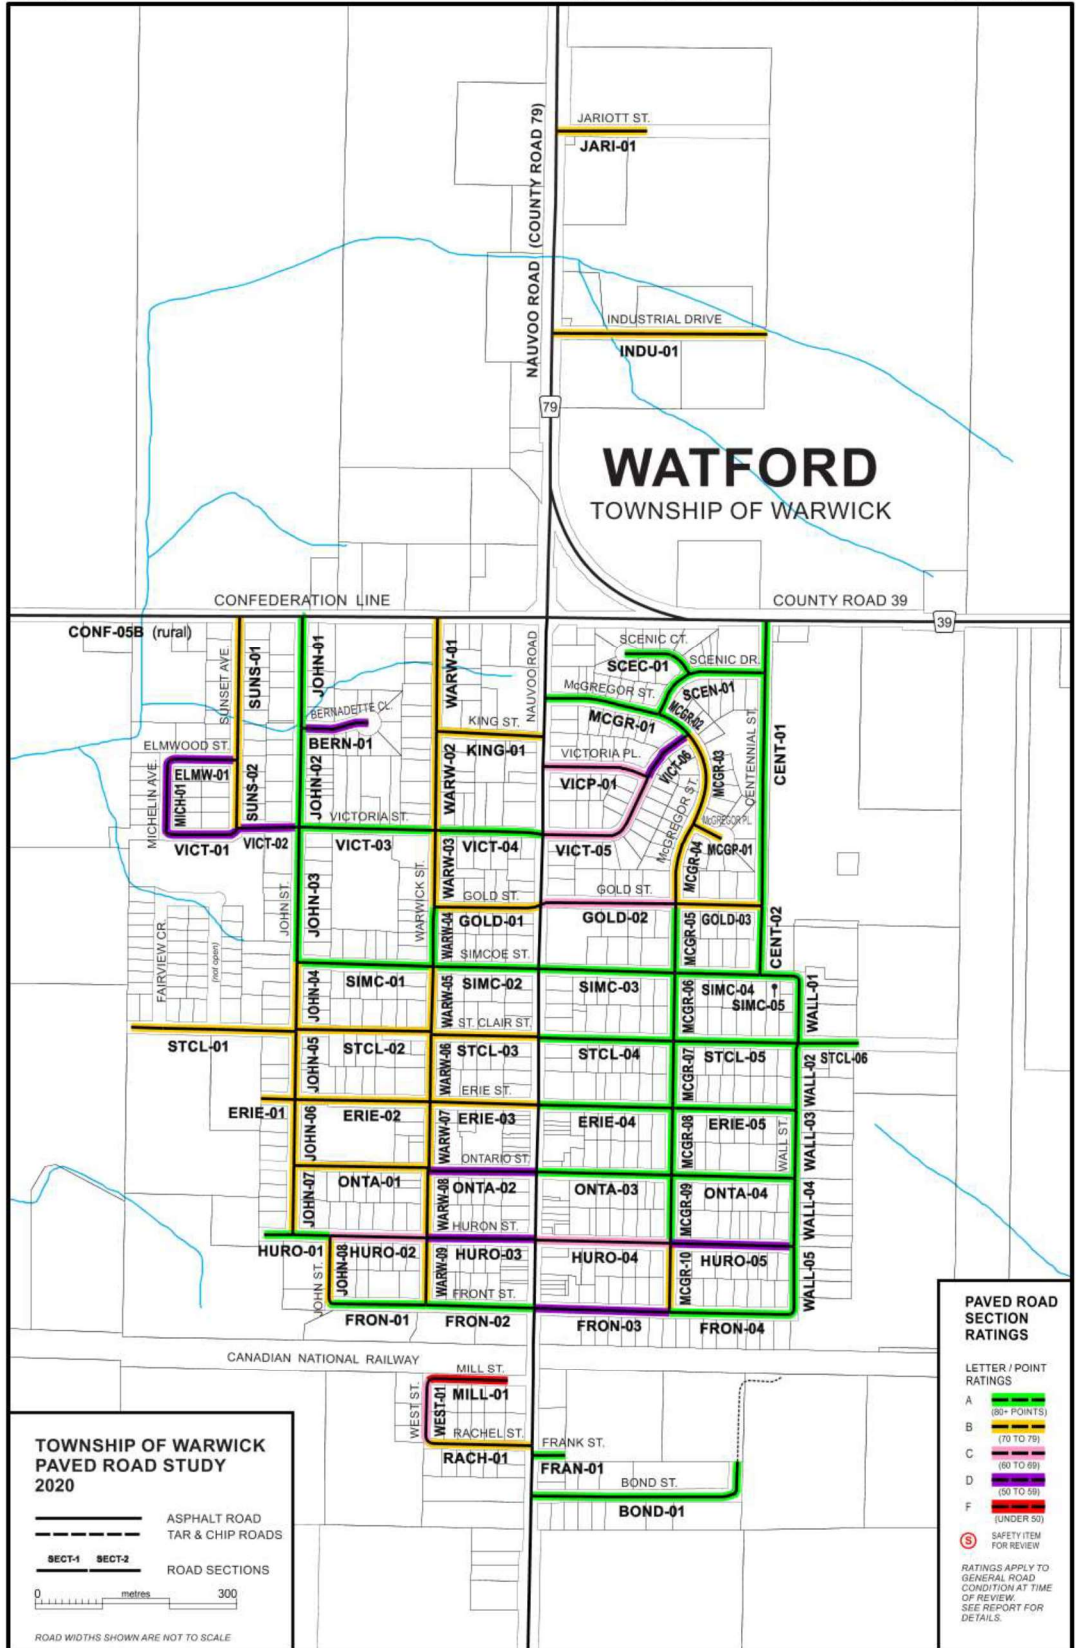 JARIOTT ST.
JARI-01
NAUVOO ROAD (COUNTY ROAD 79)
INDUSTRIAL DRIVE
INDU-01
79
WATFORD
TOWNSHIP OF WARWICK
CONFEDERATION LINE
COUNTY ROAD 39
39
CONF-05B (rural)
SUNSET AVE.
SUNS-01
JOHN-01
WARW-01
NAUVOO ROAD
SCENIC CT.
SCEC-01
SCENIC DR.
SCEN-01
McGREGOR ST.
MCGR-01
MCGR-02
BERNADETTE CL.
BERN-01
KING ST.
KING-01
CENTENNIAL ST.
CENT-01
ELMWOOD ST.
ELMW-01
MICHELIN AVE.
MICH-01
SUNS-02
JOHN-02
WARW-02
VICTORIA PL.
VICP-01
VICT-06
MCGR-03
McGREGOR ST.
McGREGOR PL.
MCGP-01
VICTORIA ST.
VICT-01
VICT-02
VICT-03
VICT-04
VICT-05
WARW-03
MCGR-04
WARWICK ST.
JOHN ST.
JOHN-03
GOLD ST.
GOLD-01
GOLD ST.
GOLD-02
GOLD-03
FAIRVIEW CR.
(not open)
WARW-04
MCGR-05
CENT-02
SIMCOE ST.
SIMC-01
SIMC-02
SIMC-03
SIMC-04
SIMC-05
JOHN-04
WARW-05
MCGR-06
WALL-01
ST. CLAIR ST.
STCL-01
STCL-02
STCL-03
STCL-04
STCL-05
STCL-06
JOHN-05
WARW-06
MCGR-07
WALL-02
ERIE ST.
ERIE-01
ERIE-02
ERIE-03
ERIE-04
ERIE-05
JOHN-06
WARW-07
MCGR-08
WALL ST.
WALL-03
ONTARIO ST.
ONTA-01
ONTA-02
ONTA-03
ONTA-04
JOHN-07
WARW-08
MCGR-09
WALL-04
HURON ST.
HURO-01
HURO-02
HURO-03
HURO-04
HURO-05
JOHN ST.
JOHN-08
WARW-09
MCGR-10
WALL-05
FRONT ST.
FRON-01
FRON-02
FRON-03
FRON-04
CANADIAN NATIONAL RAILWAY
MILL ST.
MILL-01
WEST ST.
WEST-01
RACHEL ST.
RACH-01
FRANK ST.
FRAN-01
BOND ST.
BOND-01
TOWNSHIP OF WARWICK
PAVED ROAD STUDY
2020
ASPHALT ROAD
TAR & CHIP ROADS
SECT-1 SECT-2
ROAD SECTIONS
0 metres 300
ROAD WIDTHS SHOWN ARE NOT TO SCALE
PAVED ROAD
SECTION
RATINGS
LETTER / POINT
RATINGS
A
(80+ POINTS)
B
(70 TO 79)
C
(60 TO 69)
D
(50 TO 59)
F
(UNDER 50)
S SAFETY ITEM
FOR REVIEW
RATINGS APPLY TO
GENERAL ROAD
CONDITION AT TIME
OF REVIEW.
SEE REPORT FOR
DETAILS.